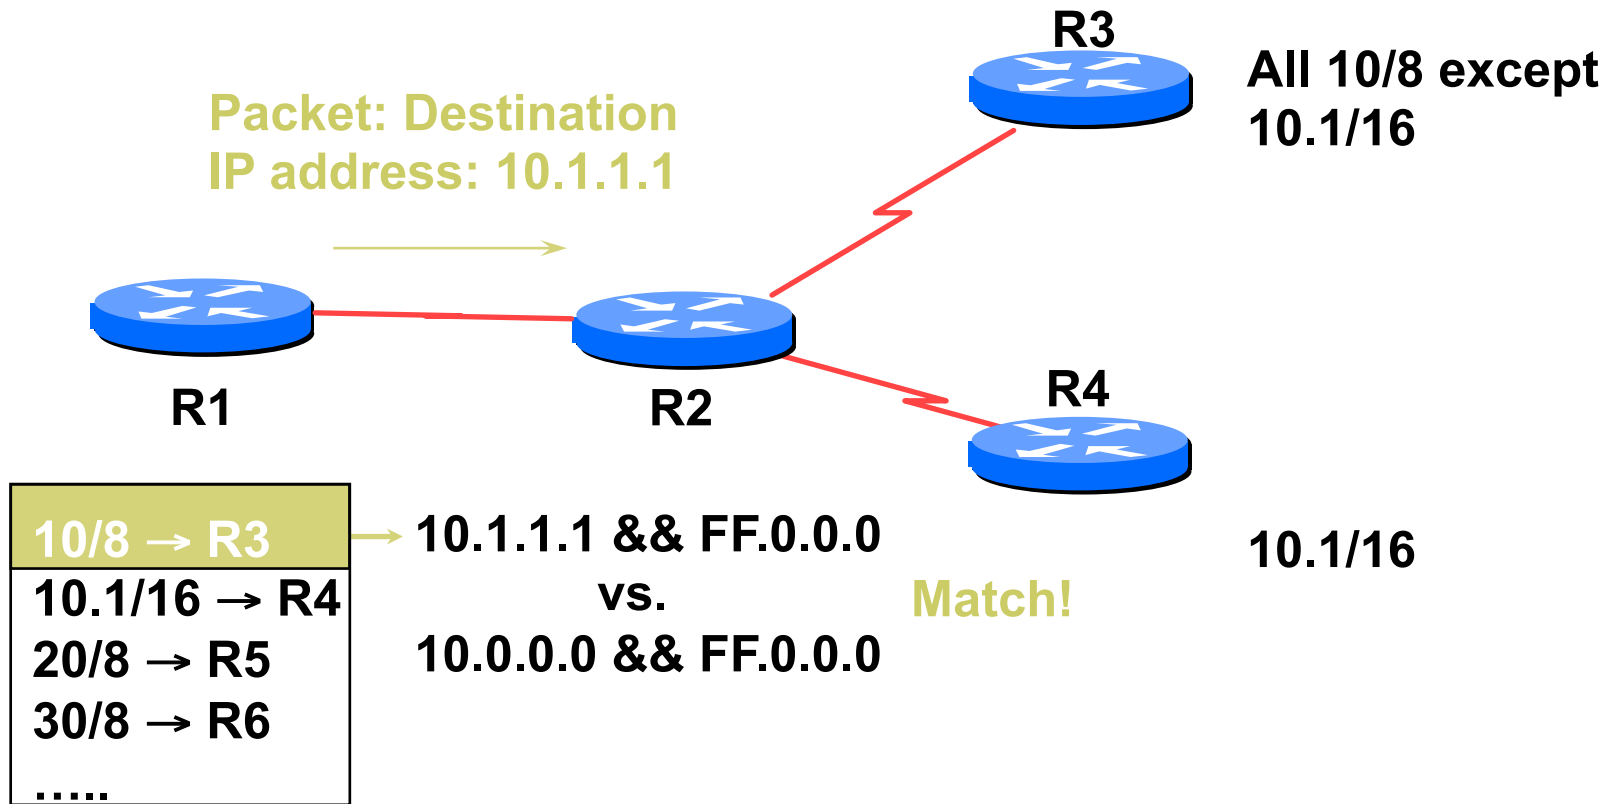 R3
All 10/8 except
10.1/16
Packet: Destination
IP address: 10.1.1.1
R1
R2
R4
10/8 → R3
10.1/16 → R4
20/8 → R5
30/8 → R6
.....
10.1.1.1 && FF.0.0.0
vs.
10.0.0.0 && FF.0.0.0
Match!
10.1/16